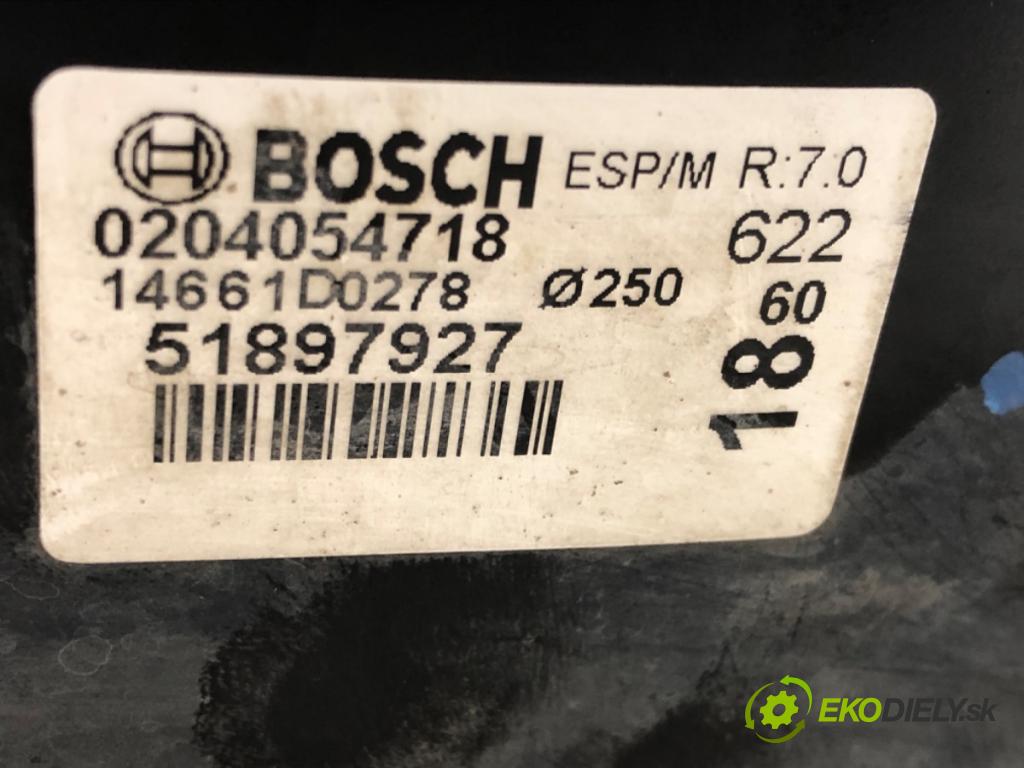 BOSCH ESP/M R:7.0
0204054718 622
14661D0278 Ø250 60
51897927
18
EKODIELY.sk